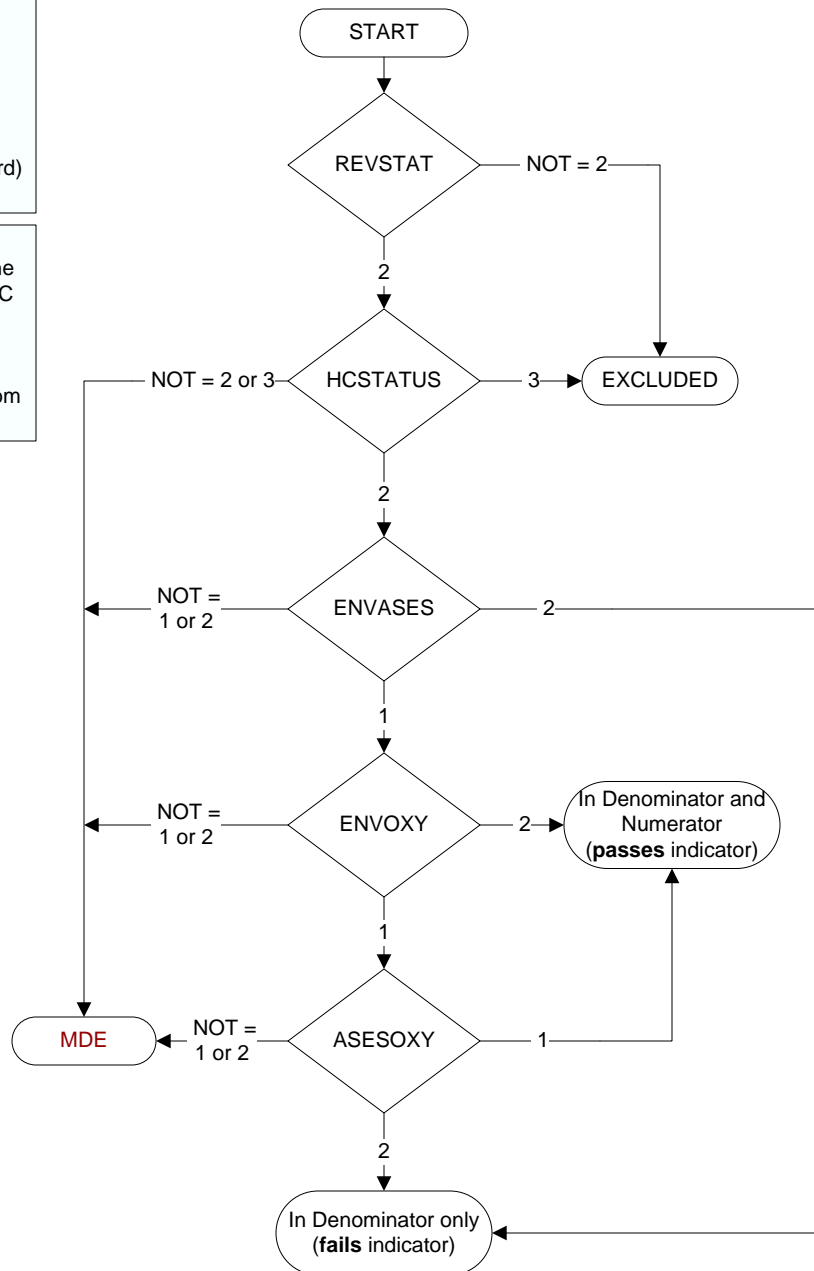 START
REVSTAT
NOT = 2
2
NOT = 2 or 3
HCSTATUS
3
EXCLUDED
2
NOT =
1 or 2
ENVASES
2
1
NOT =
1 or 2
ENVOXY
2
In Denominator and
Numerator
(passes indicator)
1
MDE
NOT =
1 or 2
ASESOXY
1
2
In Denominator only
(fails indicator)